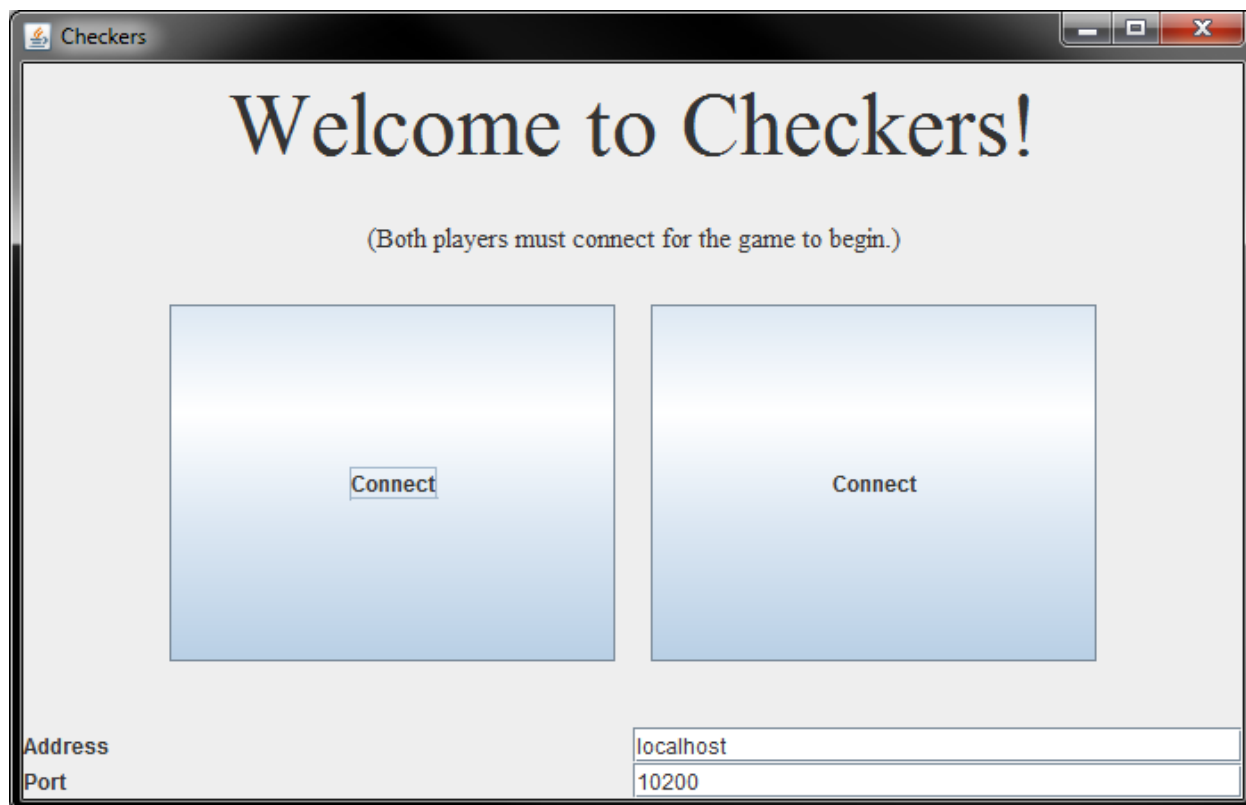 Checkers
Welcome to Checkers!
(Both players must connect for the game to begin.)
Connect Connect
Address localhost
Port 10200